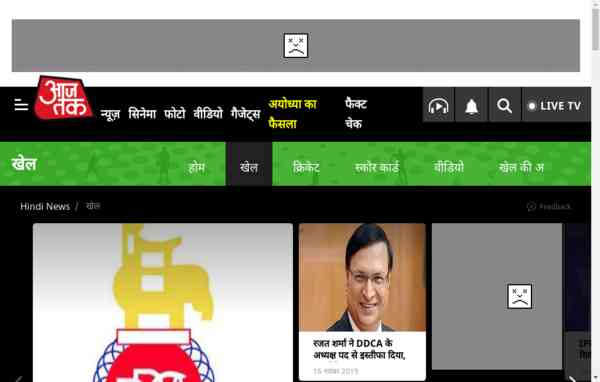 आज
तक
न्यूज़ सिनेमा फोटो वीडियो गैजेट्स
अयोध्या का
फैसला
फैक्ट
चेक
LIVE TV
खेल
होम खेल क्रिकेट स्कोर कार्ड वीडियो खेल की अ
Hindi News / खेल
Feedback
रजत शर्मा ने DDCA के
अध्यक्ष पद से इस्तीफा दिया,
16 नवंबर 2019